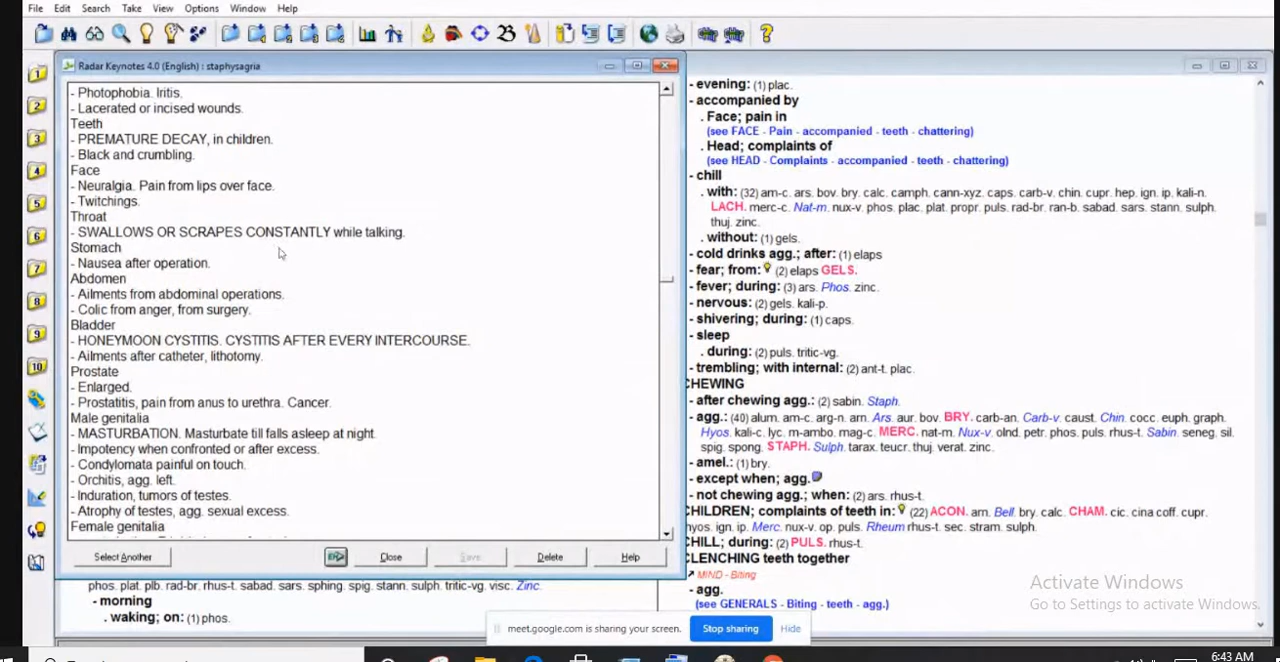 File Edit Search Take View Options Window Help
Radar Keynotes 4.0 (English) : staphysagria
- Photophobia. Iritis.
- Lacerated or incised wounds.
Teeth
- PREMATURE DECAY, in children.
- Black and crumbling.
Face
- Neuralgia. Pain from lips over face.
- Twitchings.
Throat
- SWALLOWS OR SCRAPES CONSTANTLY while talking.
Stomach
- Nausea after operation.
Abdomen
- Ailments from abdominal operations.
- Colic from anger, from surgery.
Bladder
- HONEYMOON CYSTITIS. CYSTITIS AFTER EVERY INTERCOURSE.
- Ailments after catheter, lithotomy.
Prostate
- Enlarged.
- Prostatitis, pain from anus to urethra. Cancer.
Male genitalia
- MASTURBATION. Masturbate till falls asleep at night.
- Impotency when confronted or after excess.
- Condylomata painful on touch.
- Orchitis, agg. left.
- Induration, tumors of testes.
- Atrophy of testes, agg. sexual excess.
Female genitalia
Select Another Close Save Delete Help
phos. plat. plb. rad-br. rhus-t. sabad. sars. sphing. spig. stann. sulph. tritic-vg. visc. Zinc.
- morning
. waking; on: (1) phos.
- evening: (1) plac.
- accompanied by
. Face; pain in
(see FACE - Pain - accompanied - teeth - chattering)
. Head; complaints of
(see HEAD - Complaints - accompanied - teeth - chattering)
- chill
. with: (32) am-c. ars. bov. bry. calc. camph. cann-xyz. caps. carb-v. chin. cupr. hep. ign. ip. kali-n.
LACH. merc-c. Nat-m. nux-v. phos. plac. plat. propr. puls. rad-br. ran-b. sabad. sars. stann. sulph.
thuj. zinc.
. without: (1) gels.
- cold drinks agg.; after: (1) elaps
- fear; from: (2) elaps GELS.
- fever; during: (3) ars. Phos. zinc.
- nervous: (2) gels. kali-p.
- shivering; during: (1) caps.
- sleep
. during: (2) puls. tritic-vg.
- trembling; with internal: (2) ant-t. plac.
CHEWING
- after chewing agg.: (2) sabin. Staph.
- agg.: (40) alum. am-c. arg-n. arn. Ars. aur. bov. BRY. carb-an. Carb-v. caust. Chin. cocc. euph. graph.
Hyos. kali-c. lyc. m-ambo. mag-c. MERC. nat-m. Nux-v. olnd. petr. phos. puls. rhus-t. Sabin. seneg. sil.
spig. spong. STAPH. Sulph. tarax. teucr. thuj. verat. zinc.
- amel.: (1) bry.
- except when; agg.
- not chewing agg.; when: (2) ars. rhus-t.
CHILDREN; complaints of teeth in: (22) ACON. am. Bell. bry. calc. CHAM. cic. cina coff. cupr.
hyos. ign. ip. Merc. nux-v. op. puls. Rheum rhus-t. sec. stram. sulph.
CHILL; during: (2) PULS. rhus-t.
CLENCHING teeth together
MIND - Biting
- agg.
(see GENERALS - Biting - teeth - agg.)
Activate Windows
Go to Settings to activate Windows.
meet.google.com is sharing your screen. Stop sharing Hide
6:43 AM
1
2
3
4
5
6
7
8
9
10